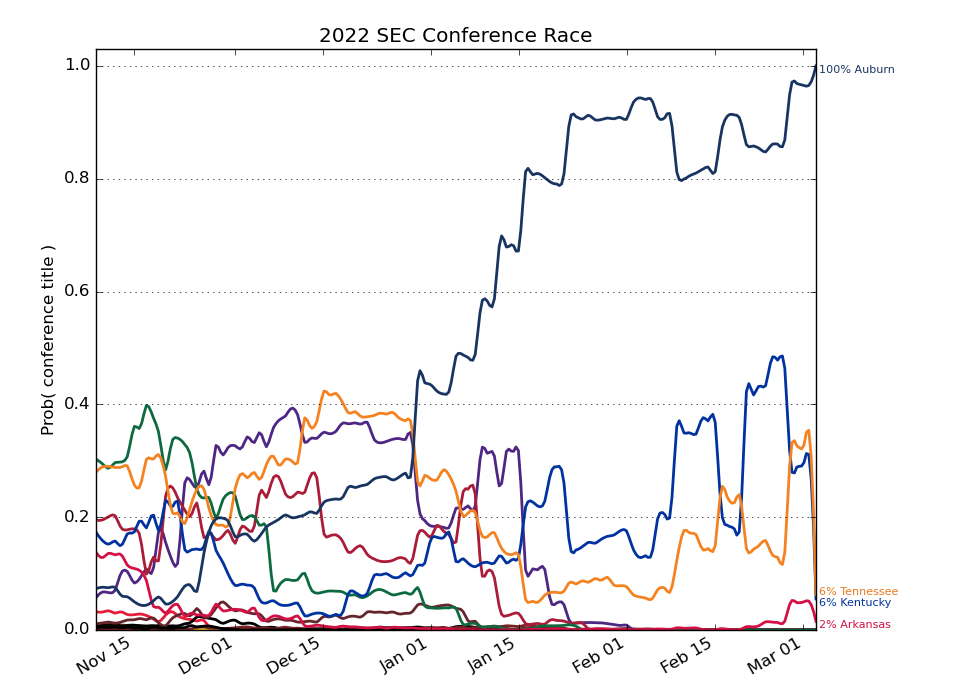 2022 SEC Conference Race
Prob( conference title )
1.0
0.8
0.6
0.4
0.2
0.0
100% Auburn
6% Tennessee
6% Kentucky
2% Arkansas
Nov 15
Dec 01
Dec 15
Jan 01
Jan 15
Feb 01
Feb 15
Mar 01